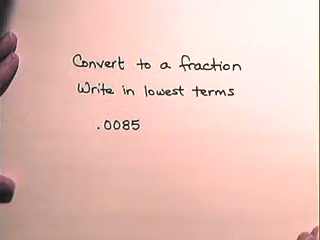 Convert to a fraction
Write in lowest terms
.0085